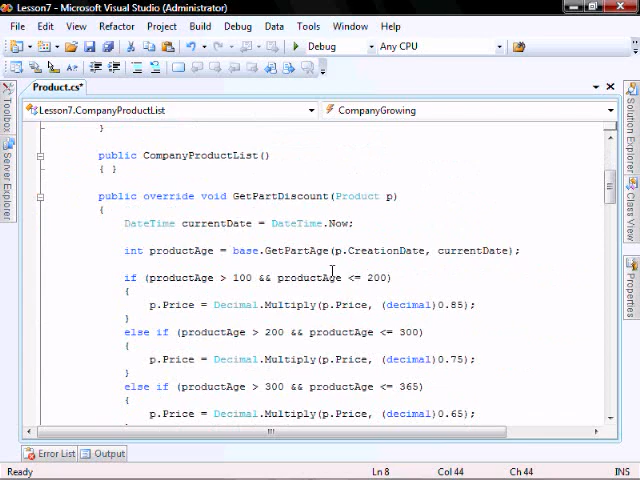 Lesson7 - Microsoft Visual Studio (Administrator)
File Edit View Refactor Project Build Debug Data Tools Window Help
Debug Any CPU
Product.cs*
Lesson7.CompanyProductList CompanyGrowing
}
public CompanyProductList()
{ }
public override void GetPartDiscount(Product p)
{
DateTime currentDate = DateTime.Now;
int productAge = base.GetPartAge(p.CreationDate, currentDate);
if (productAge > 100 && productAge <= 200)
{
p.Price = Decimal.Multiply(p.Price, (decimal)0.85);
}
else if (productAge > 200 && productAge <= 300)
{
p.Price = Decimal.Multiply(p.Price, (decimal)0.75);
}
else if (productAge > 300 && productAge <= 365)
{
p.Price = Decimal.Multiply(p.Price, (decimal)0.65);
Toolbox
Server Explorer
Solution Explorer
Class View
Properties
Error List Output
Ready Ln 8 Col 44 Ch 44 INS